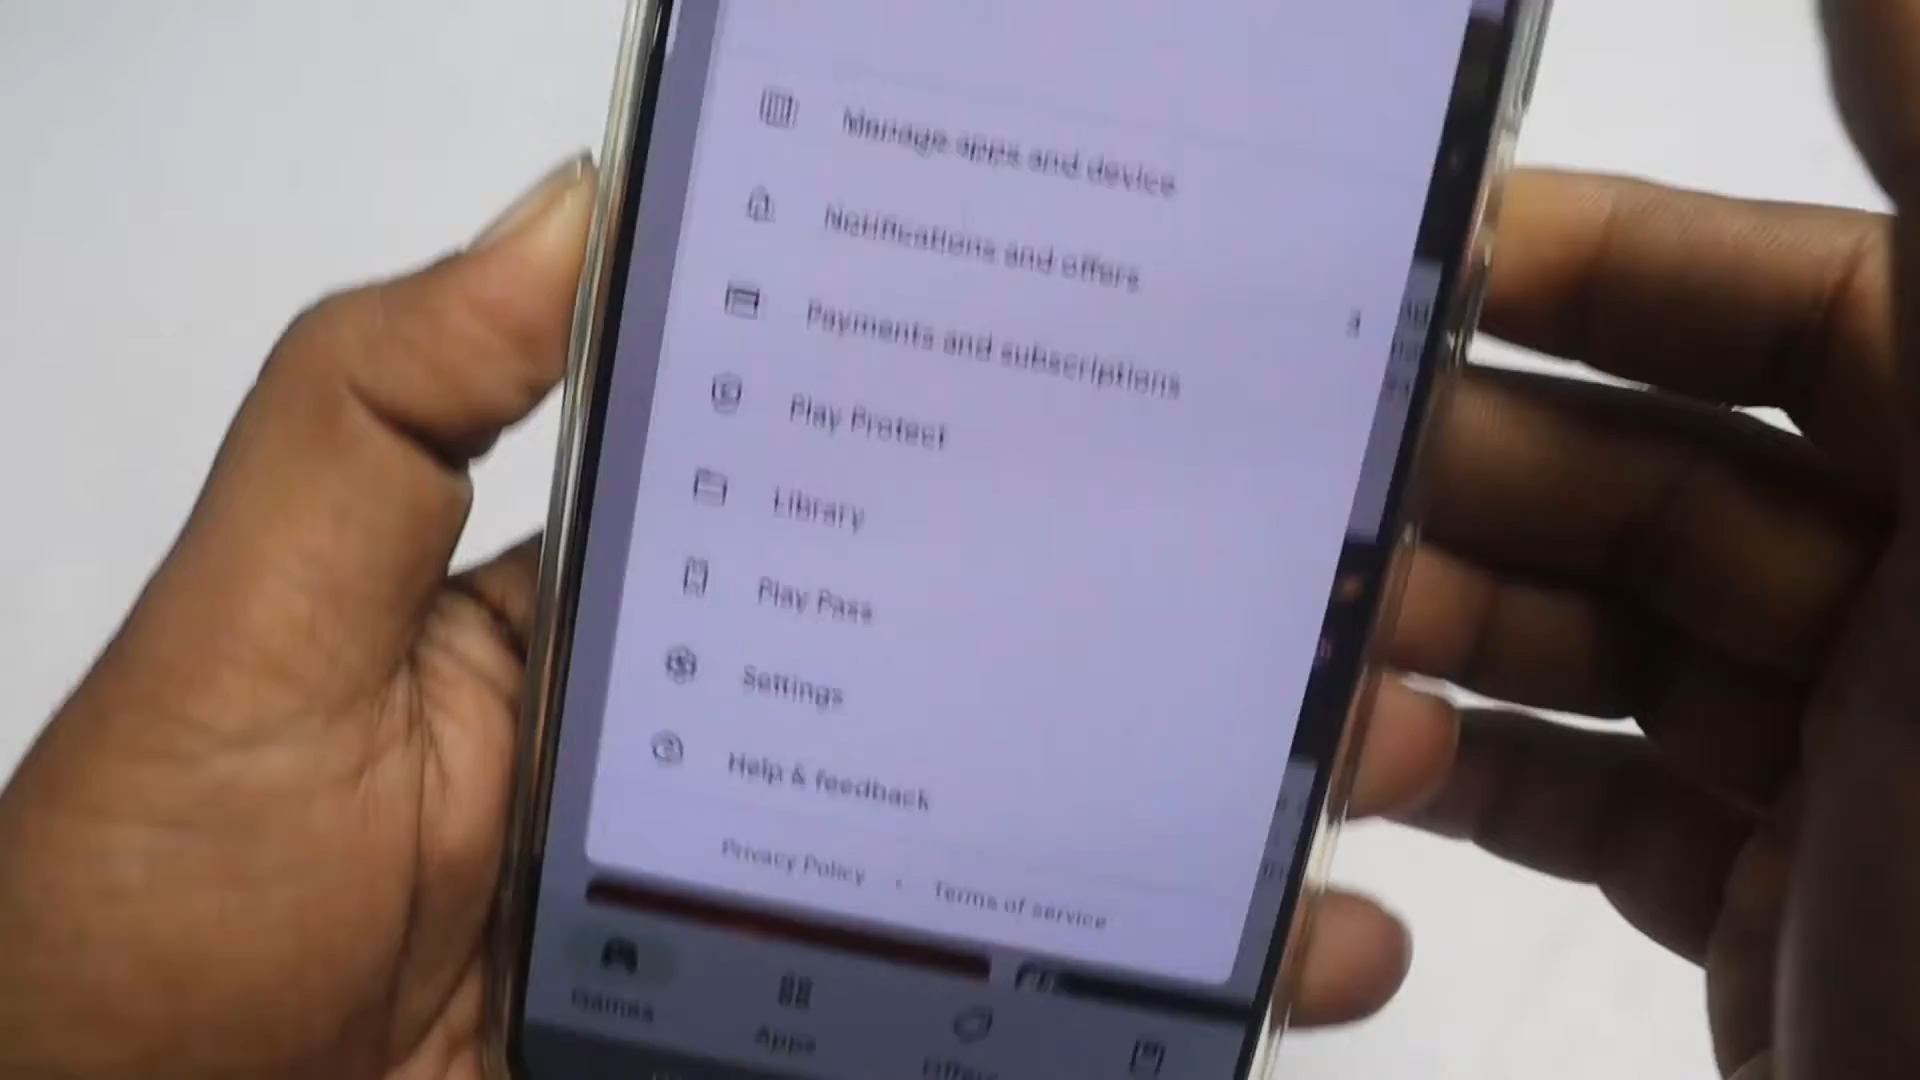 Manage apps and device
Notifications and offers
Payments and subscriptions
Play Protect
Library
Play Pass
Settings
Help & feedback
Privacy Policy • Terms of service
Games
Apps
Offers